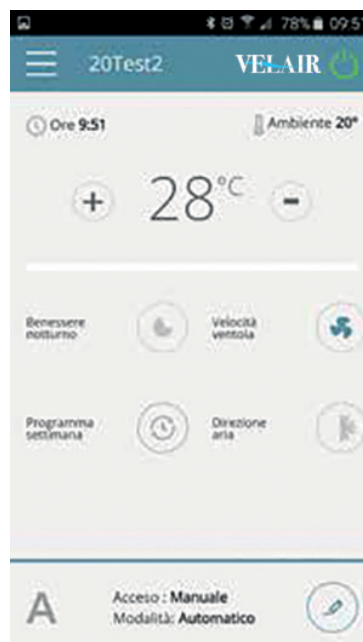 78% 09:51
20Test2 VELAIR
Ore 9:51 Ambiente 20°
+ 28°C -
Benessere
notturno
Velocità
ventola
Programma
settimana
Direzione
aria
A
Acceso : Manuale
Modalità: Automatico